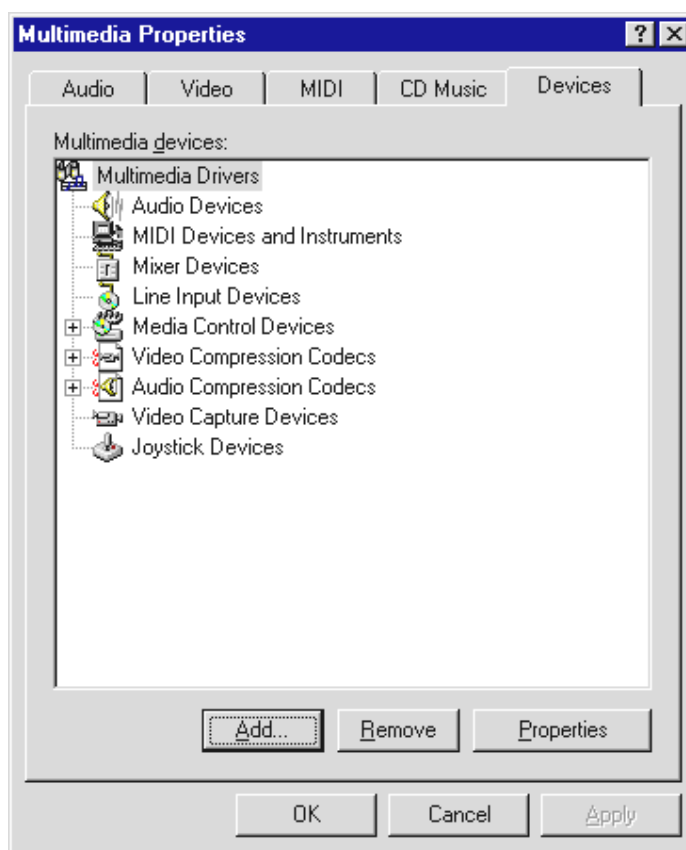 Multimedia Properties
Audio Video MIDI CD Music Devices
Multimedia devices:
Multimedia Drivers
Audio Devices
MIDI Devices and Instruments
Mixer Devices
Line Input Devices
Media Control Devices
Video Compression Codecs
Audio Compression Codecs
Video Capture Devices
Joystick Devices
Add... Remove Properties
OK Cancel Apply